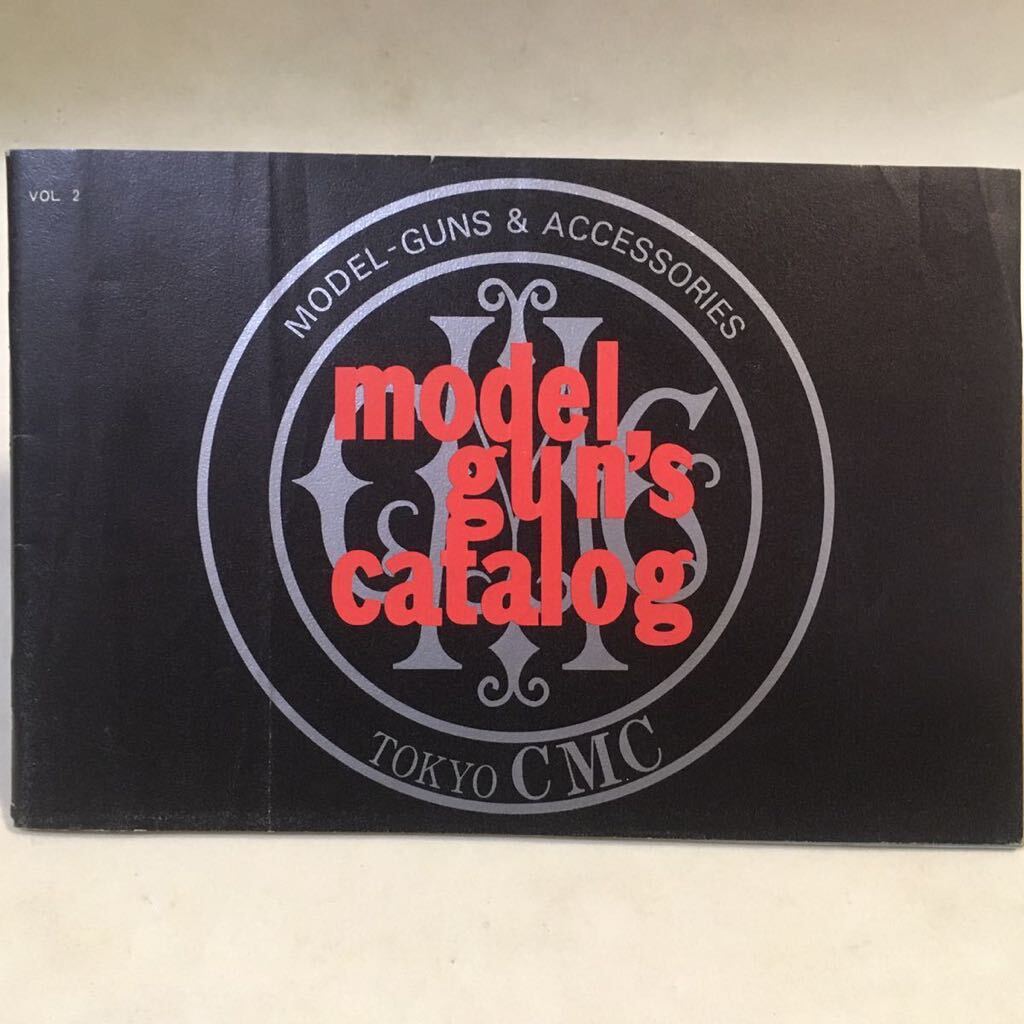 VOL 2
MODEL-GUNS & ACCESSORIES
model
gun's
catalog
TOKYO CMC